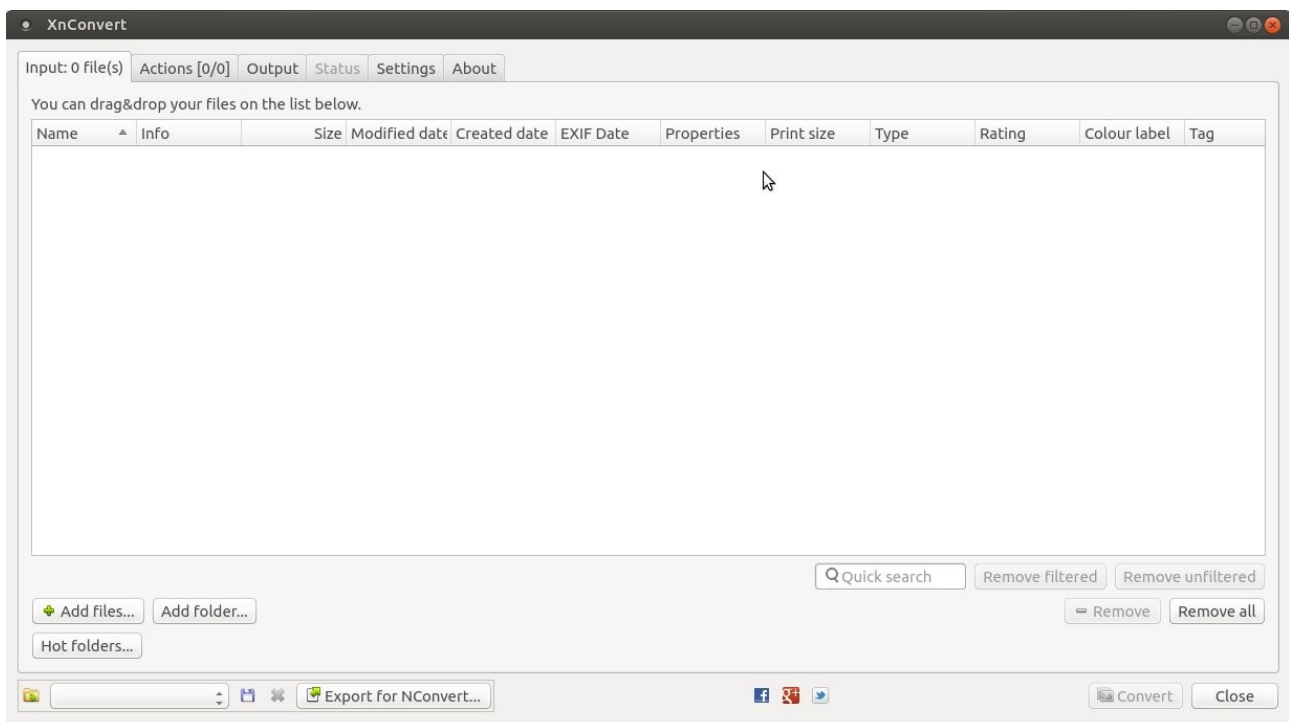 XnConvert
Input: 0 file(s) Actions [0/0] Output Status Settings About
You can drag&drop your files on the list below.
Name Info Size Modified date Created date EXIF Date Properties Print size Type Rating Colour label Tag
Quick search Remove filtered Remove unfiltered
Add files... Add folder... Remove Remove all
Hot folders...
Export for NConvert... Convert Close